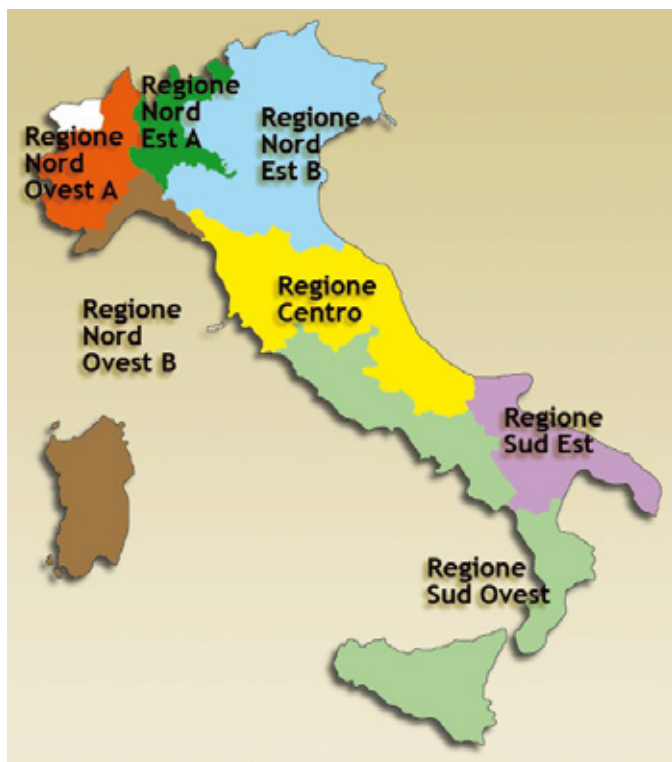 Regione
Nord
Est A
Regione
Nord
Ovest A
Regione
Nord
Est B
Regione
Centro
Regione
Nord
Ovest B
Regione
Sud Est
Regione
Sud Ovest